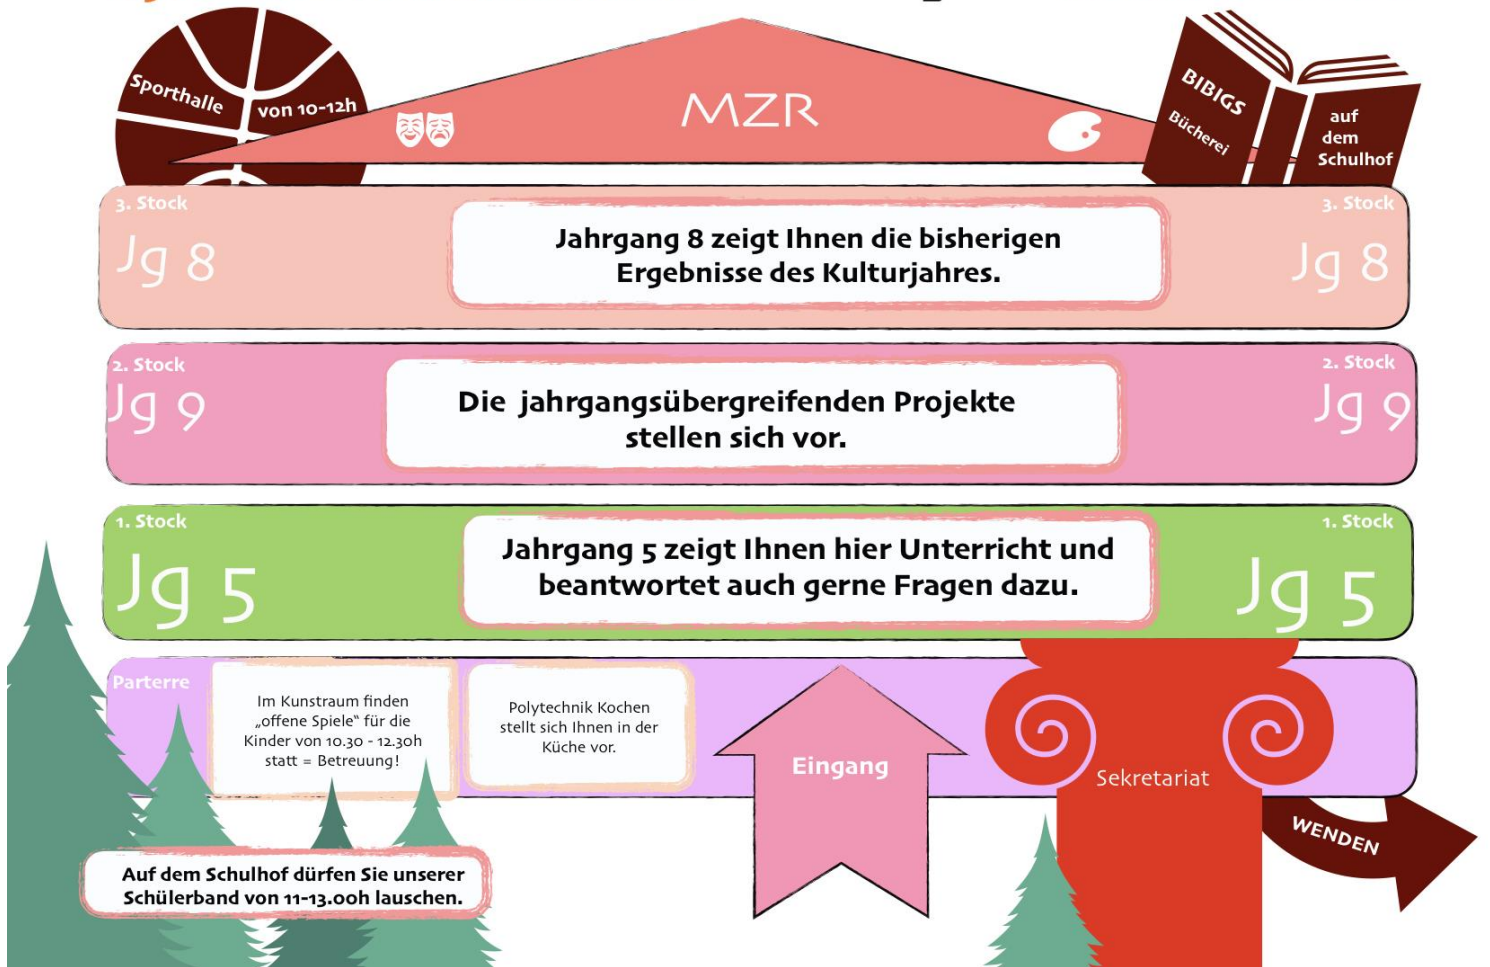 Sporthalle
von 10-12h
MZR
BIBIGS
Bücherei
auf
dem
Schulhof
3. Stock
Jg 8
Jahrgang 8 zeigt Ihnen die bisherigen
Ergebnisse des Kulturjahres.
3. Stock
Jg 8
2. Stock
Jg 9
Die jahrgangsübergreifenden Projekte
stellen sich vor.
2. Stock
Jg 9
1. Stock
Jg 5
Jahrgang 5 zeigt Ihnen hier Unterricht und
beantwortet auch gerne Fragen dazu.
1. Stock
Jg 5
Parterre
Im Kunstraum finden
„offene Spiele“ für die
Kinder von 10.30 - 12.30h
statt = Betreuung!
Polytechnik Kochen
stellt sich Ihnen in der
Küche vor.
Eingang
Sekretariat
WENDEN
Auf dem Schulhof dürfen Sie unserer
Schülerband von 11-13.00h lauschen.